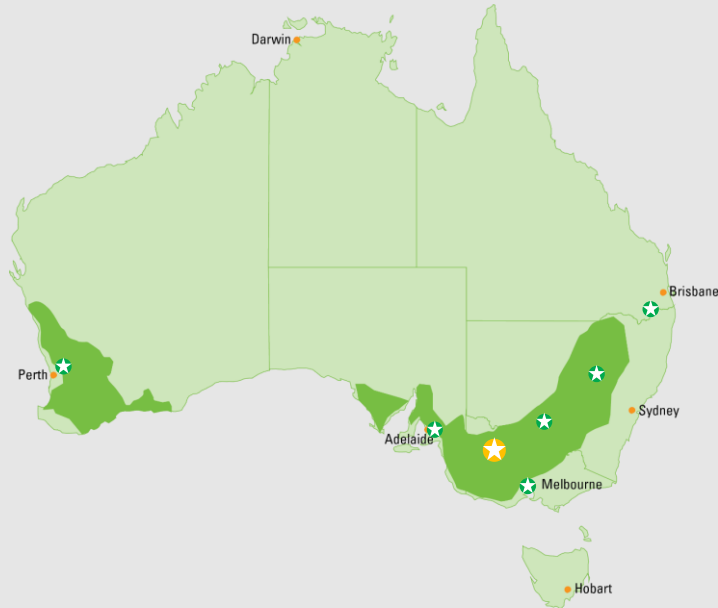 Darwin
Brisbane
Perth
Sydney
Adelaide
Melbourne
Hobart